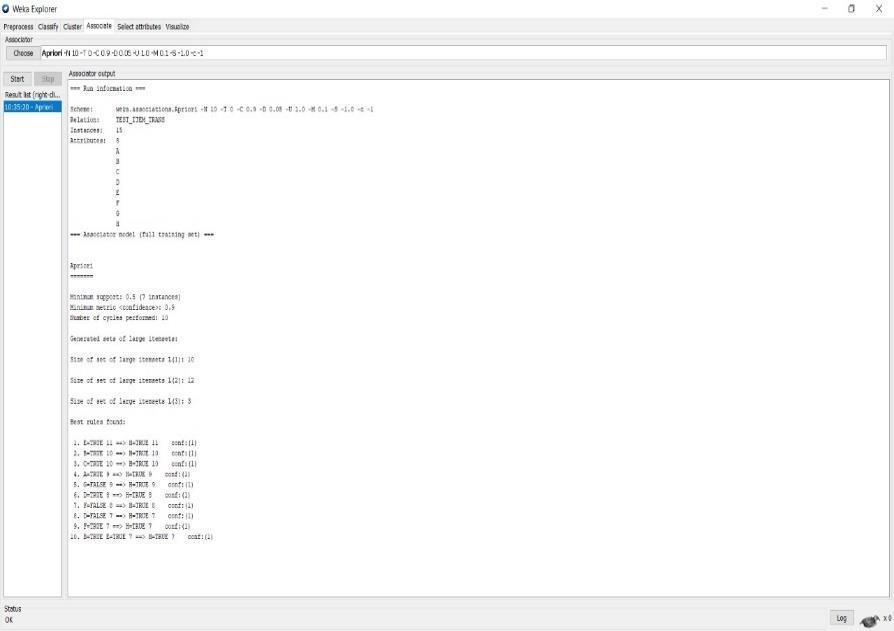 Weka Explorer
Preprocess Classify Cluster Associate Select attributes Visualize
Associator
Choose Apriori -N 10 -T 0 -C 0.9 -D 0.05 -U 1.0 -M 0.1 -S -1.0 -c -1
Start Stop
Associator output
Result list (right-cli...
10:35:20 - Apriori
=== Run information ===
Scheme: weka.associations.Apriori -N 10 -T 0 -C 0.9 -D 0.05 -U 1.0 -M 0.1 -S -1.0 -c -1
Relation: TEST_ITEM_TRANS
Instances: 15
Attributes: 8
A
B
C
D
E
F
G
H
=== Associator model (full training set) ===
Apriori
=======
Minimum support: 0.5 (7 instances)
Minimum metric <confidence>: 0.9
Number of cycles performed: 10
Generated sets of large itemsets:
Size of set of large itemsets L(1): 10
Size of set of large itemsets L(2): 12
Size of set of large itemsets L(3): 3
Best rules found:
1. E=TRUE 11 ==> H=TRUE 11 conf:(1)
2. B=TRUE 10 ==> H=TRUE 10 conf:(1)
3. C=TRUE 10 ==> H=TRUE 10 conf:(1)
4. A=TRUE 9 ==> H=TRUE 9 conf:(1)
5. G=FALSE 9 ==> H=TRUE 9 conf:(1)
6. D=TRUE 8 ==> H=TRUE 8 conf:(1)
7. F=FALSE 8 ==> H=TRUE 8 conf:(1)
8. D=FALSE 7 ==> H=TRUE 7 conf:(1)
9. F=TRUE 7 ==> H=TRUE 7 conf:(1)
10. B=TRUE E=TRUE 7 ==> H=TRUE 7 conf:(1)
Status
OK
Log x 0